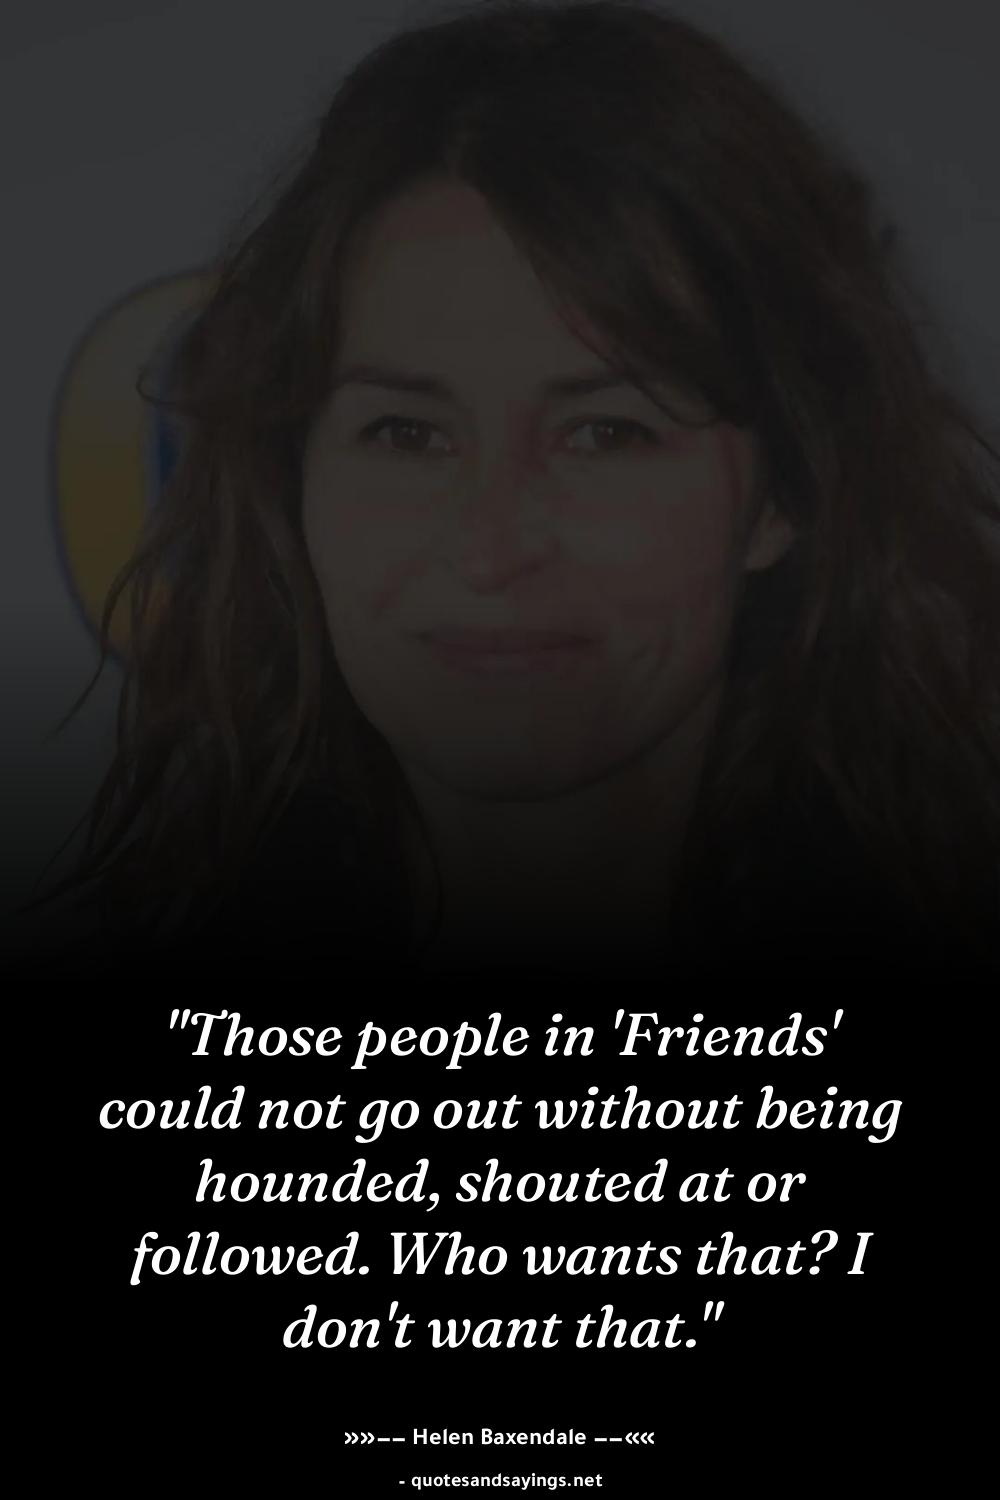 "Those people in 'Friends'
could not go out without being
hounded, shouted at or
followed. Who wants that? I
don't want that."
»»–– Helen Baxendale ––««
- quotesandsayings.net